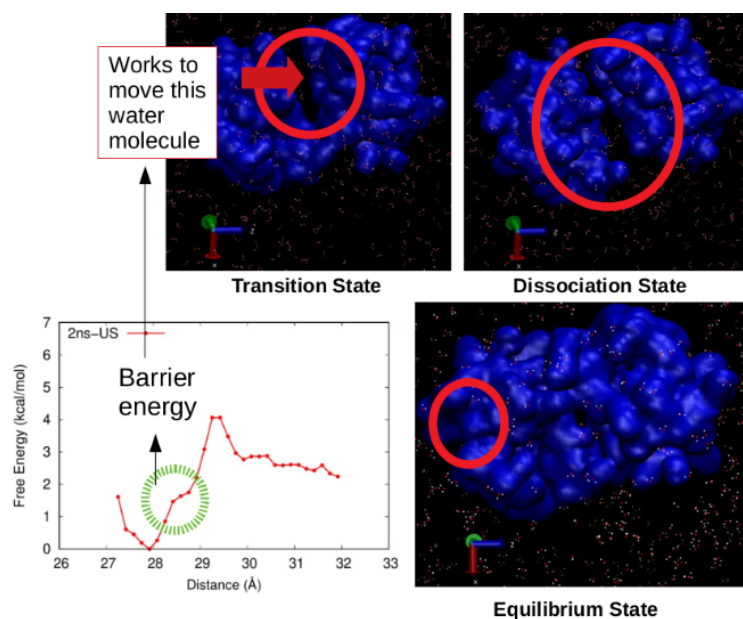 Works to
move this
water
molecule
Transition State
Dissociation State
7
6
5
4
3
2
1
0
Free Energy (kcal/mol)
2ns-US
Barrier
energy
26 27 28 29 30 31 32 33
Distance (Å)
Equilibrium State